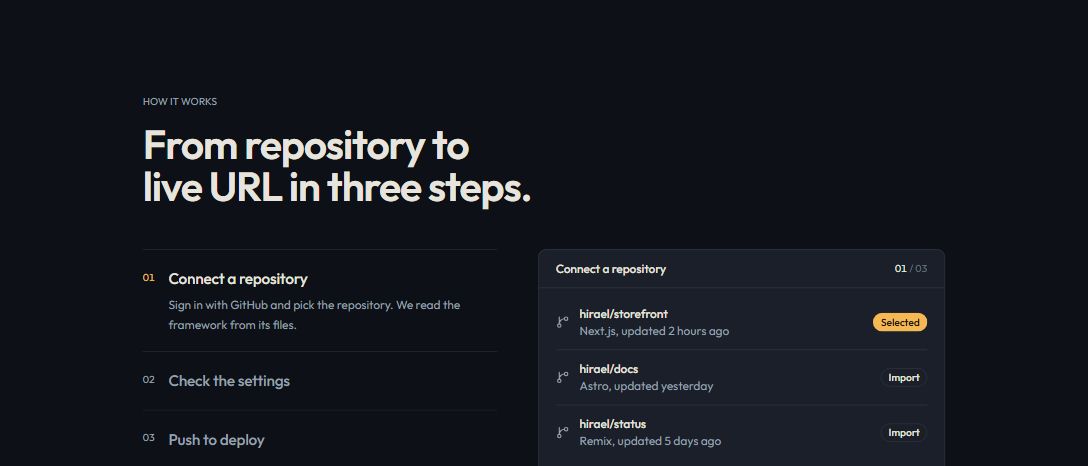 HOW IT WORKS
From repository to
live URL in three steps.
01 Connect a repository
Sign in with GitHub and pick the repository. We read the
framework from its files.
02 Check the settings
03 Push to deploy
Connect a repository 01 / 03
hirael/storefront
Next.js, updated 2 hours ago
Selected
hirael/docs
Astro, updated yesterday
Import
hirael/status
Remix, updated 5 days ago
Import